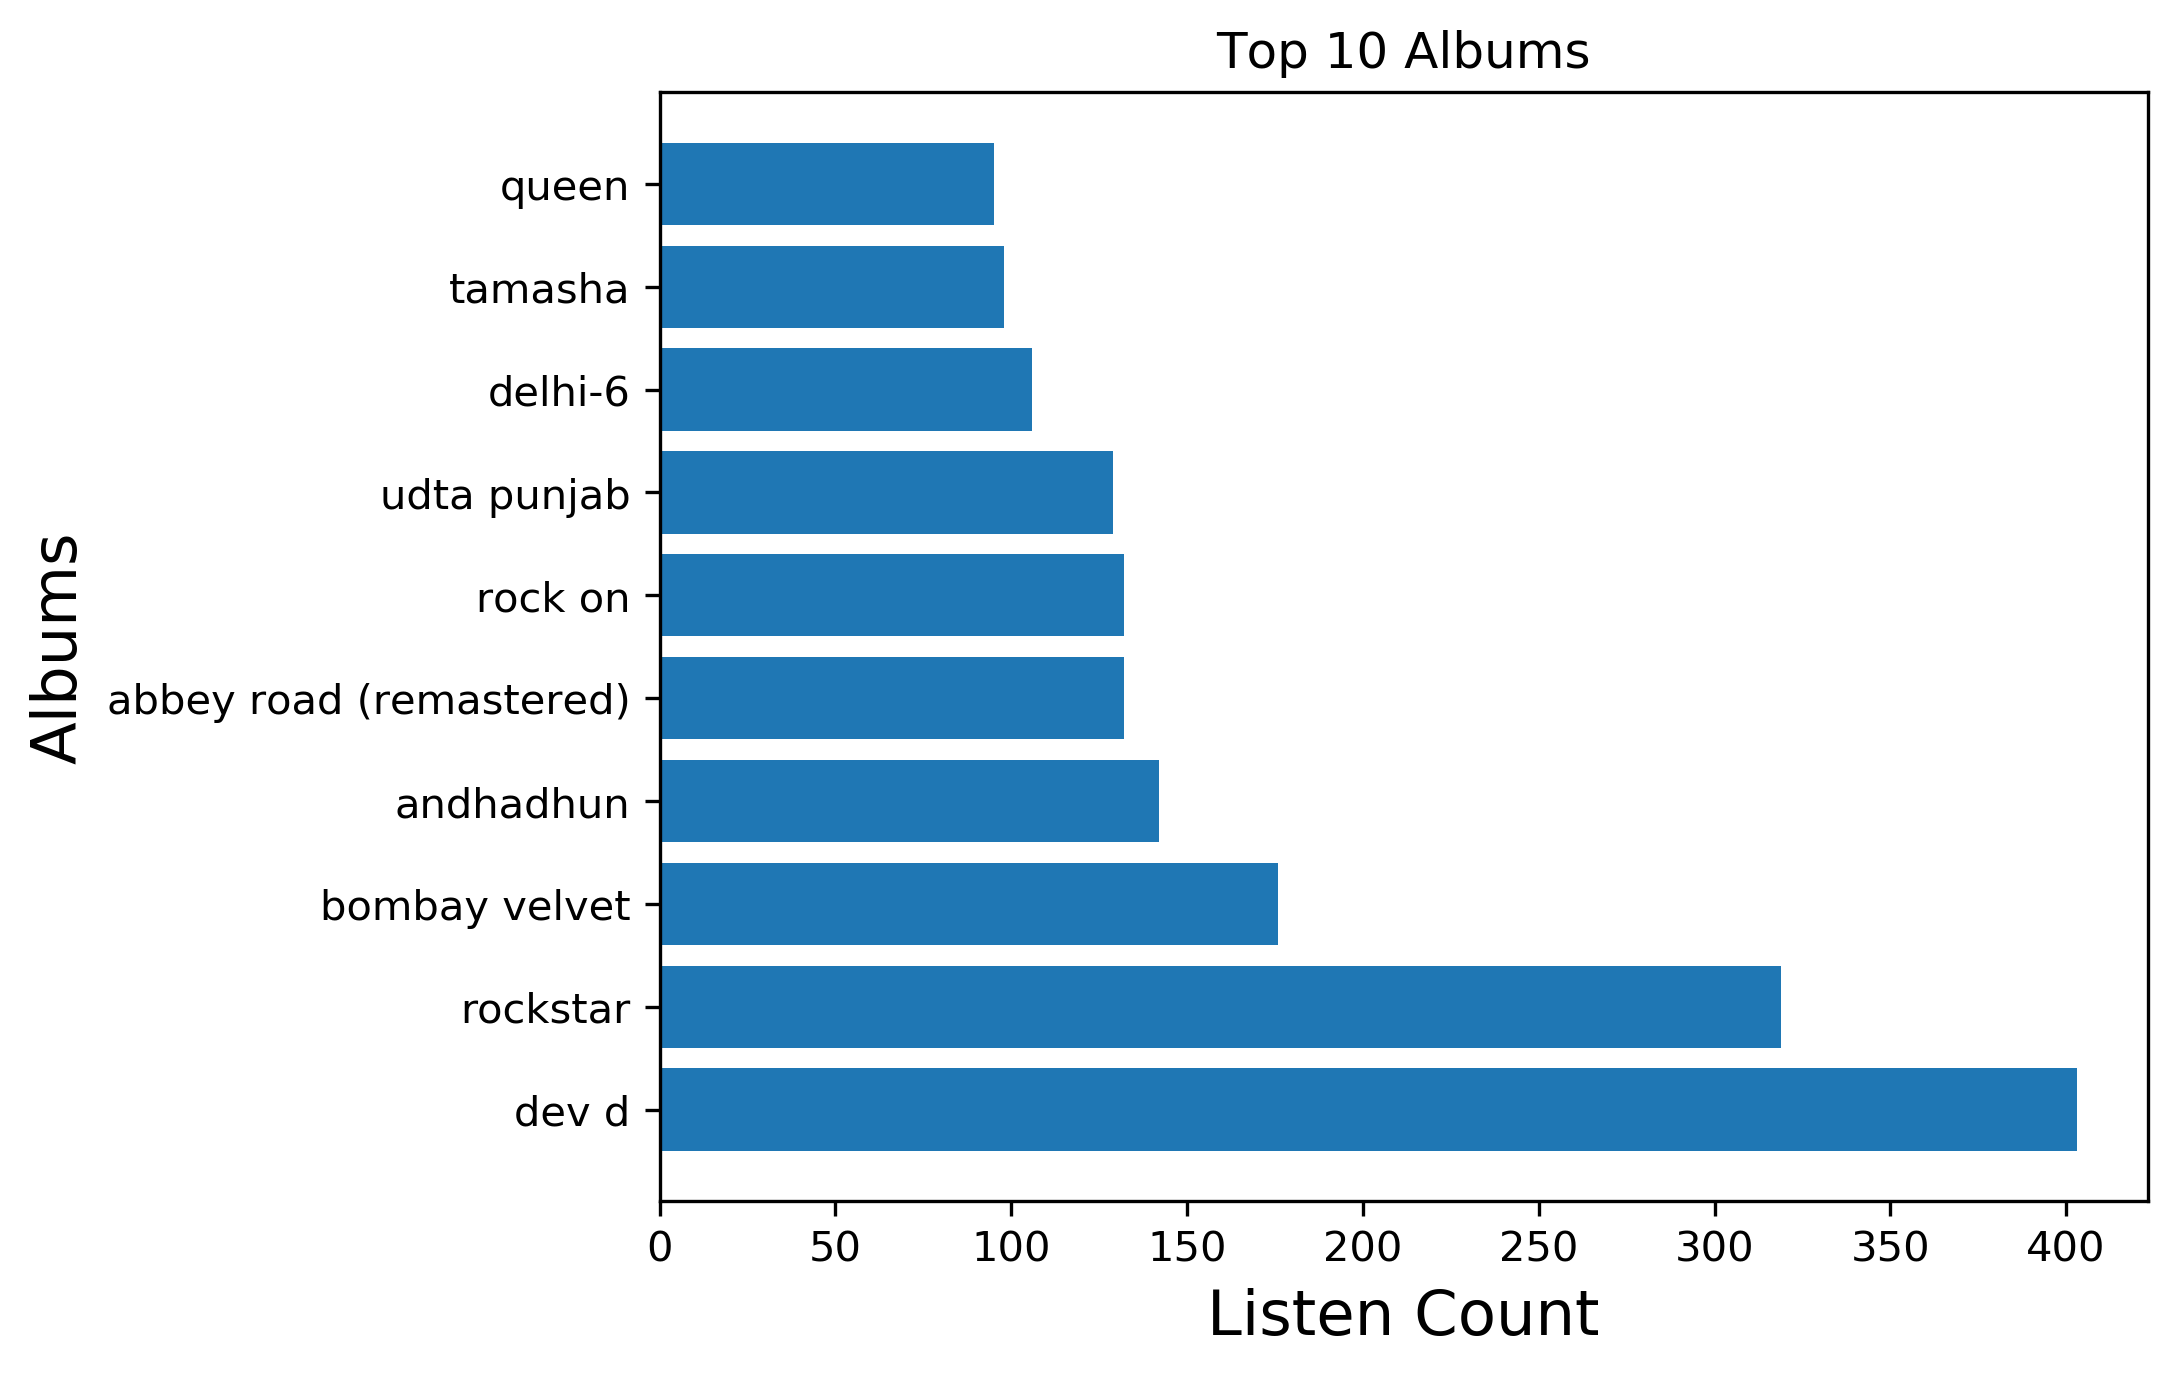 Top 10 Albums
queen
tamasha
delhi-6
udta punjab
rock on
abbey road (remastered)
andhadhun
bombay velvet
rockstar
dev d
Albums
0 50 100 150 200 250 300 350 400
Listen Count